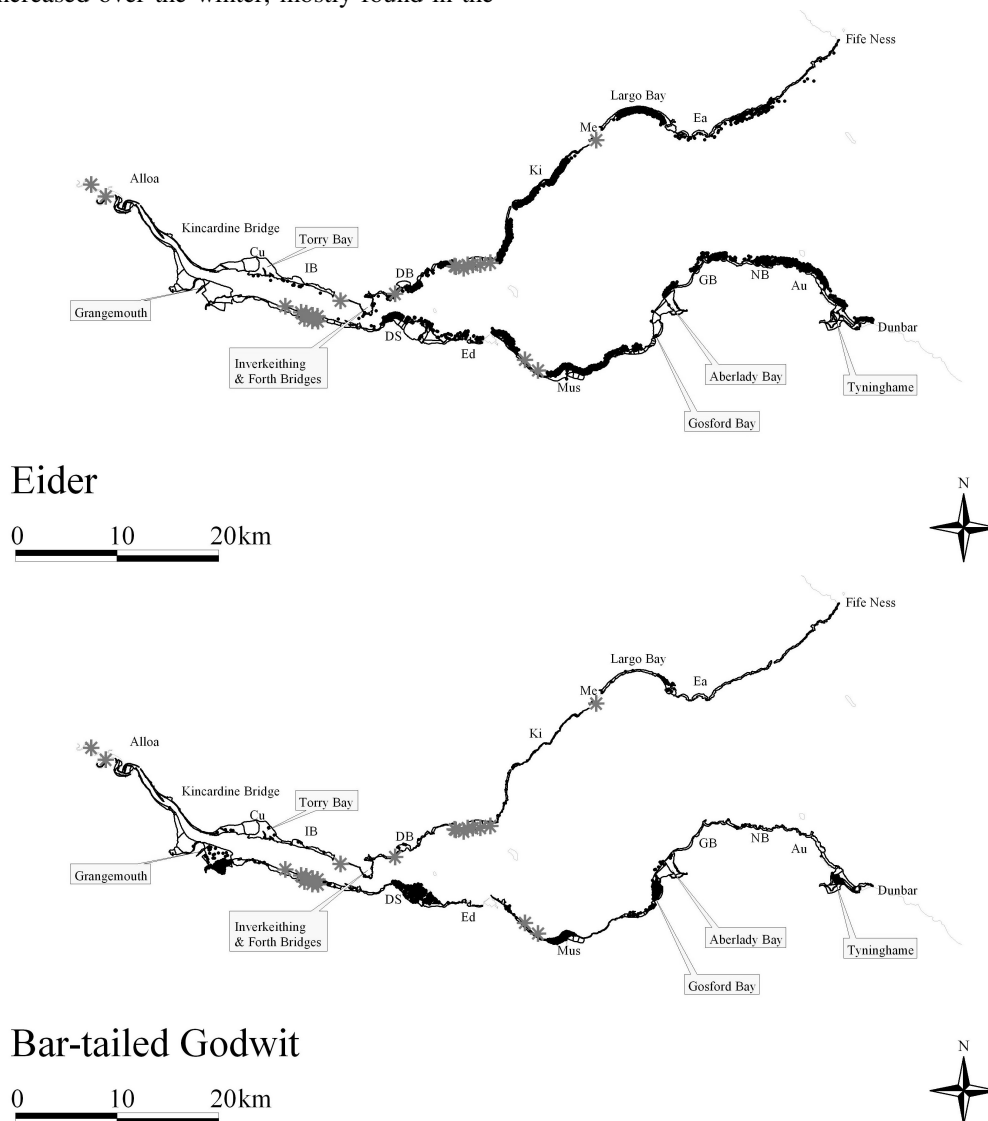 ncreased over the winter, mostly found in the
Fife Ness
Largo Bay
Ea
Me
Ki
Alloa
Kincardine Bridge
Torry Bay
Cu
IB
DB
GB
NB
Au
Grangemouth
DS
Ed
Dunbar
Inverkeithing
& Forth Bridges
Mus
Aberlady Bay
Tyninghame
Gosford Bay
Eider
N
0 10 20km
Fife Ness
Largo Bay
Ea
Me
Ki
Alloa
Kincardine Bridge
Torry Bay
Cu
IB
DB
GB
NB
Au
Grangemouth
DS
Ed
Dunbar
Inverkeithing
& Forth Bridges
Mus
Aberlady Bay
Tyninghame
Gosford Bay
Bar-tailed Godwit
N
0 10 20km